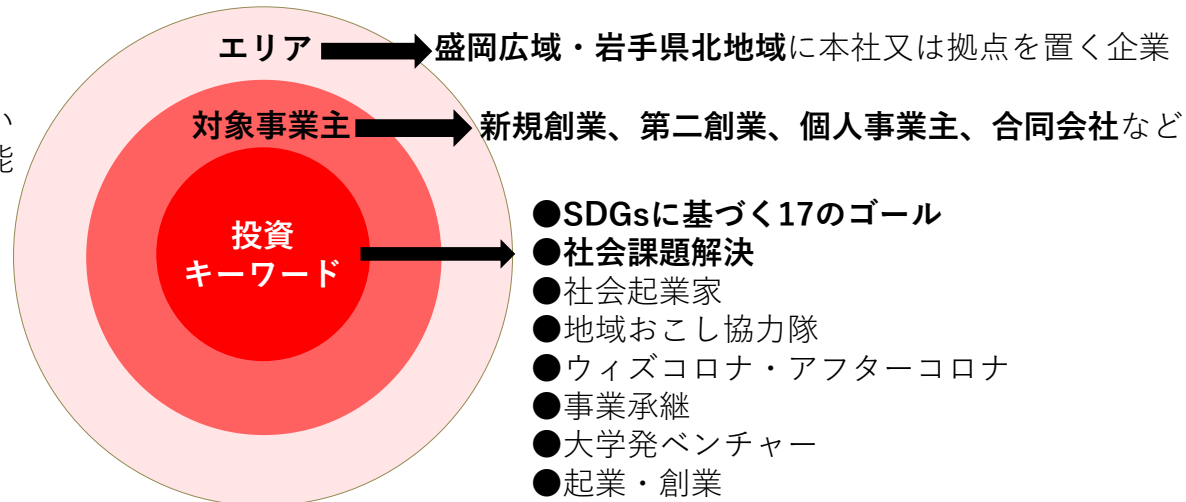 エリア
盛岡広域・岩手県北地域に本社又は拠点を置く企業
い
能
対象事業主
新規創業、第二創業、個人事業主、合同会社など
投資
キーワード
●SDGsに基づく17のゴール
●社会課題解決
●社会起業家
●地域おこし協力隊
●ウィズコロナ・アフターコロナ
●事業承継
●大学発ベンチャー
●起業・創業